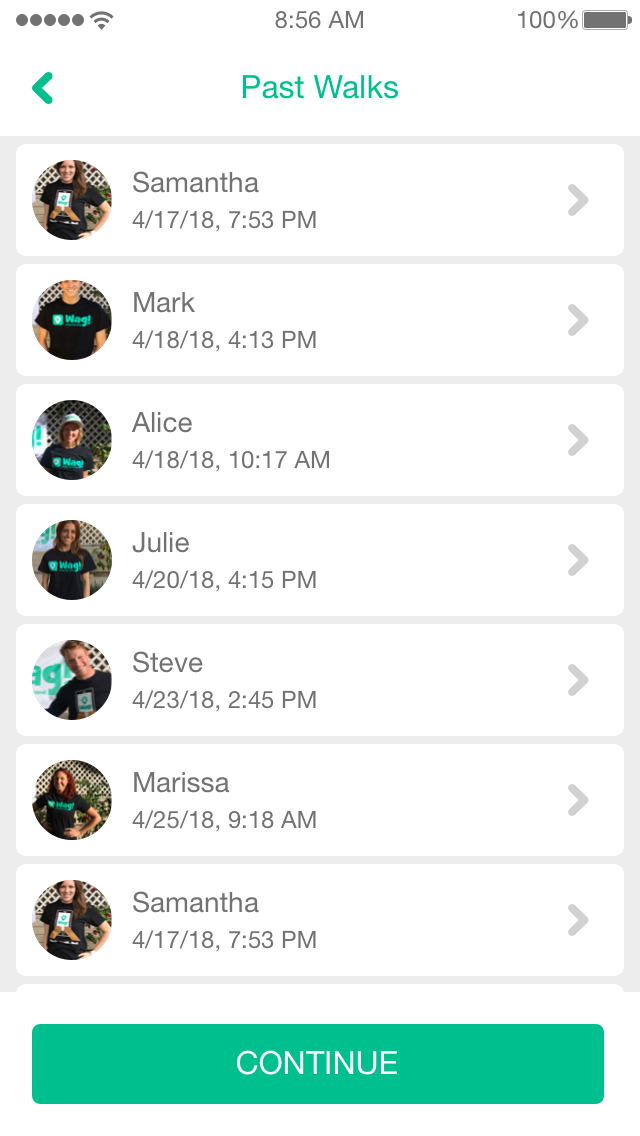 8:56 AM 100%
Past Walks
Samantha
4/17/18, 7:53 PM
Wag!
Mark
4/18/18, 4:13 PM
Alice
4/18/18, 10:17 AM
Wag!
Julie
4/20/18, 4:15 PM
Wag!
Steve
4/23/18, 2:45 PM
Wag!
Marissa
4/25/18, 9:18 AM
Wag!
Samantha
4/17/18, 7:53 PM
CONTINUE